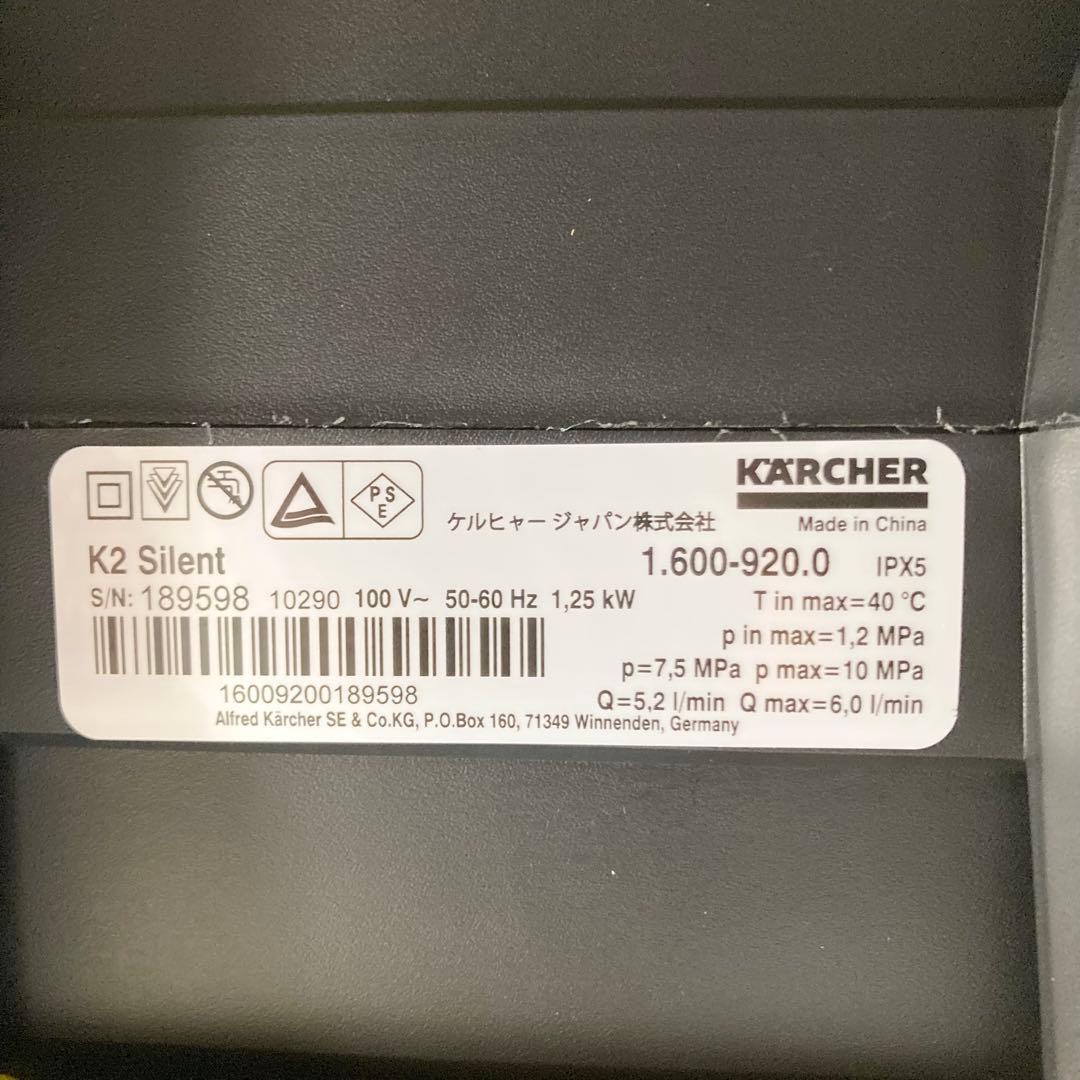 PSE
KÄRCHER
ケルヒャー ジャパン株式会社
Made in China
K2 Silent
1.600-920.0 IPX5
S/N: 189598 10290 100 V~ 50-60 Hz 1,25 kW
T in max=40 °C
p in max=1,2 MPa
p=7,5 MPa p max=10 MPa
16009200189598
Q=5,2 l/min Q max=6,0 l/min
Alfred Kärcher SE & Co.KG, P.O.Box 160, 71349 Winnenden, Germany